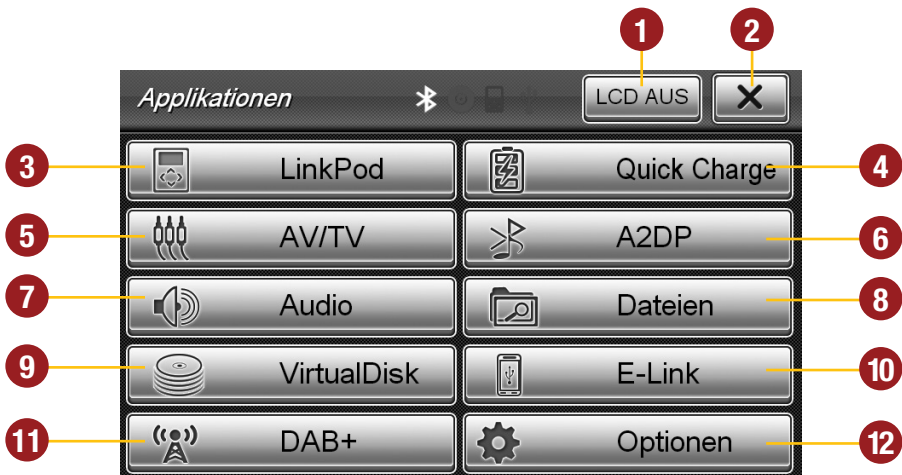 1 2
Applikationen LCD AUS X
3 LinkPod Quick Charge 4
5 AV/TV A2DP 6
7 Audio Dateien 8
9 VirtualDisk E-Link 10
11 DAB+ Optionen 12